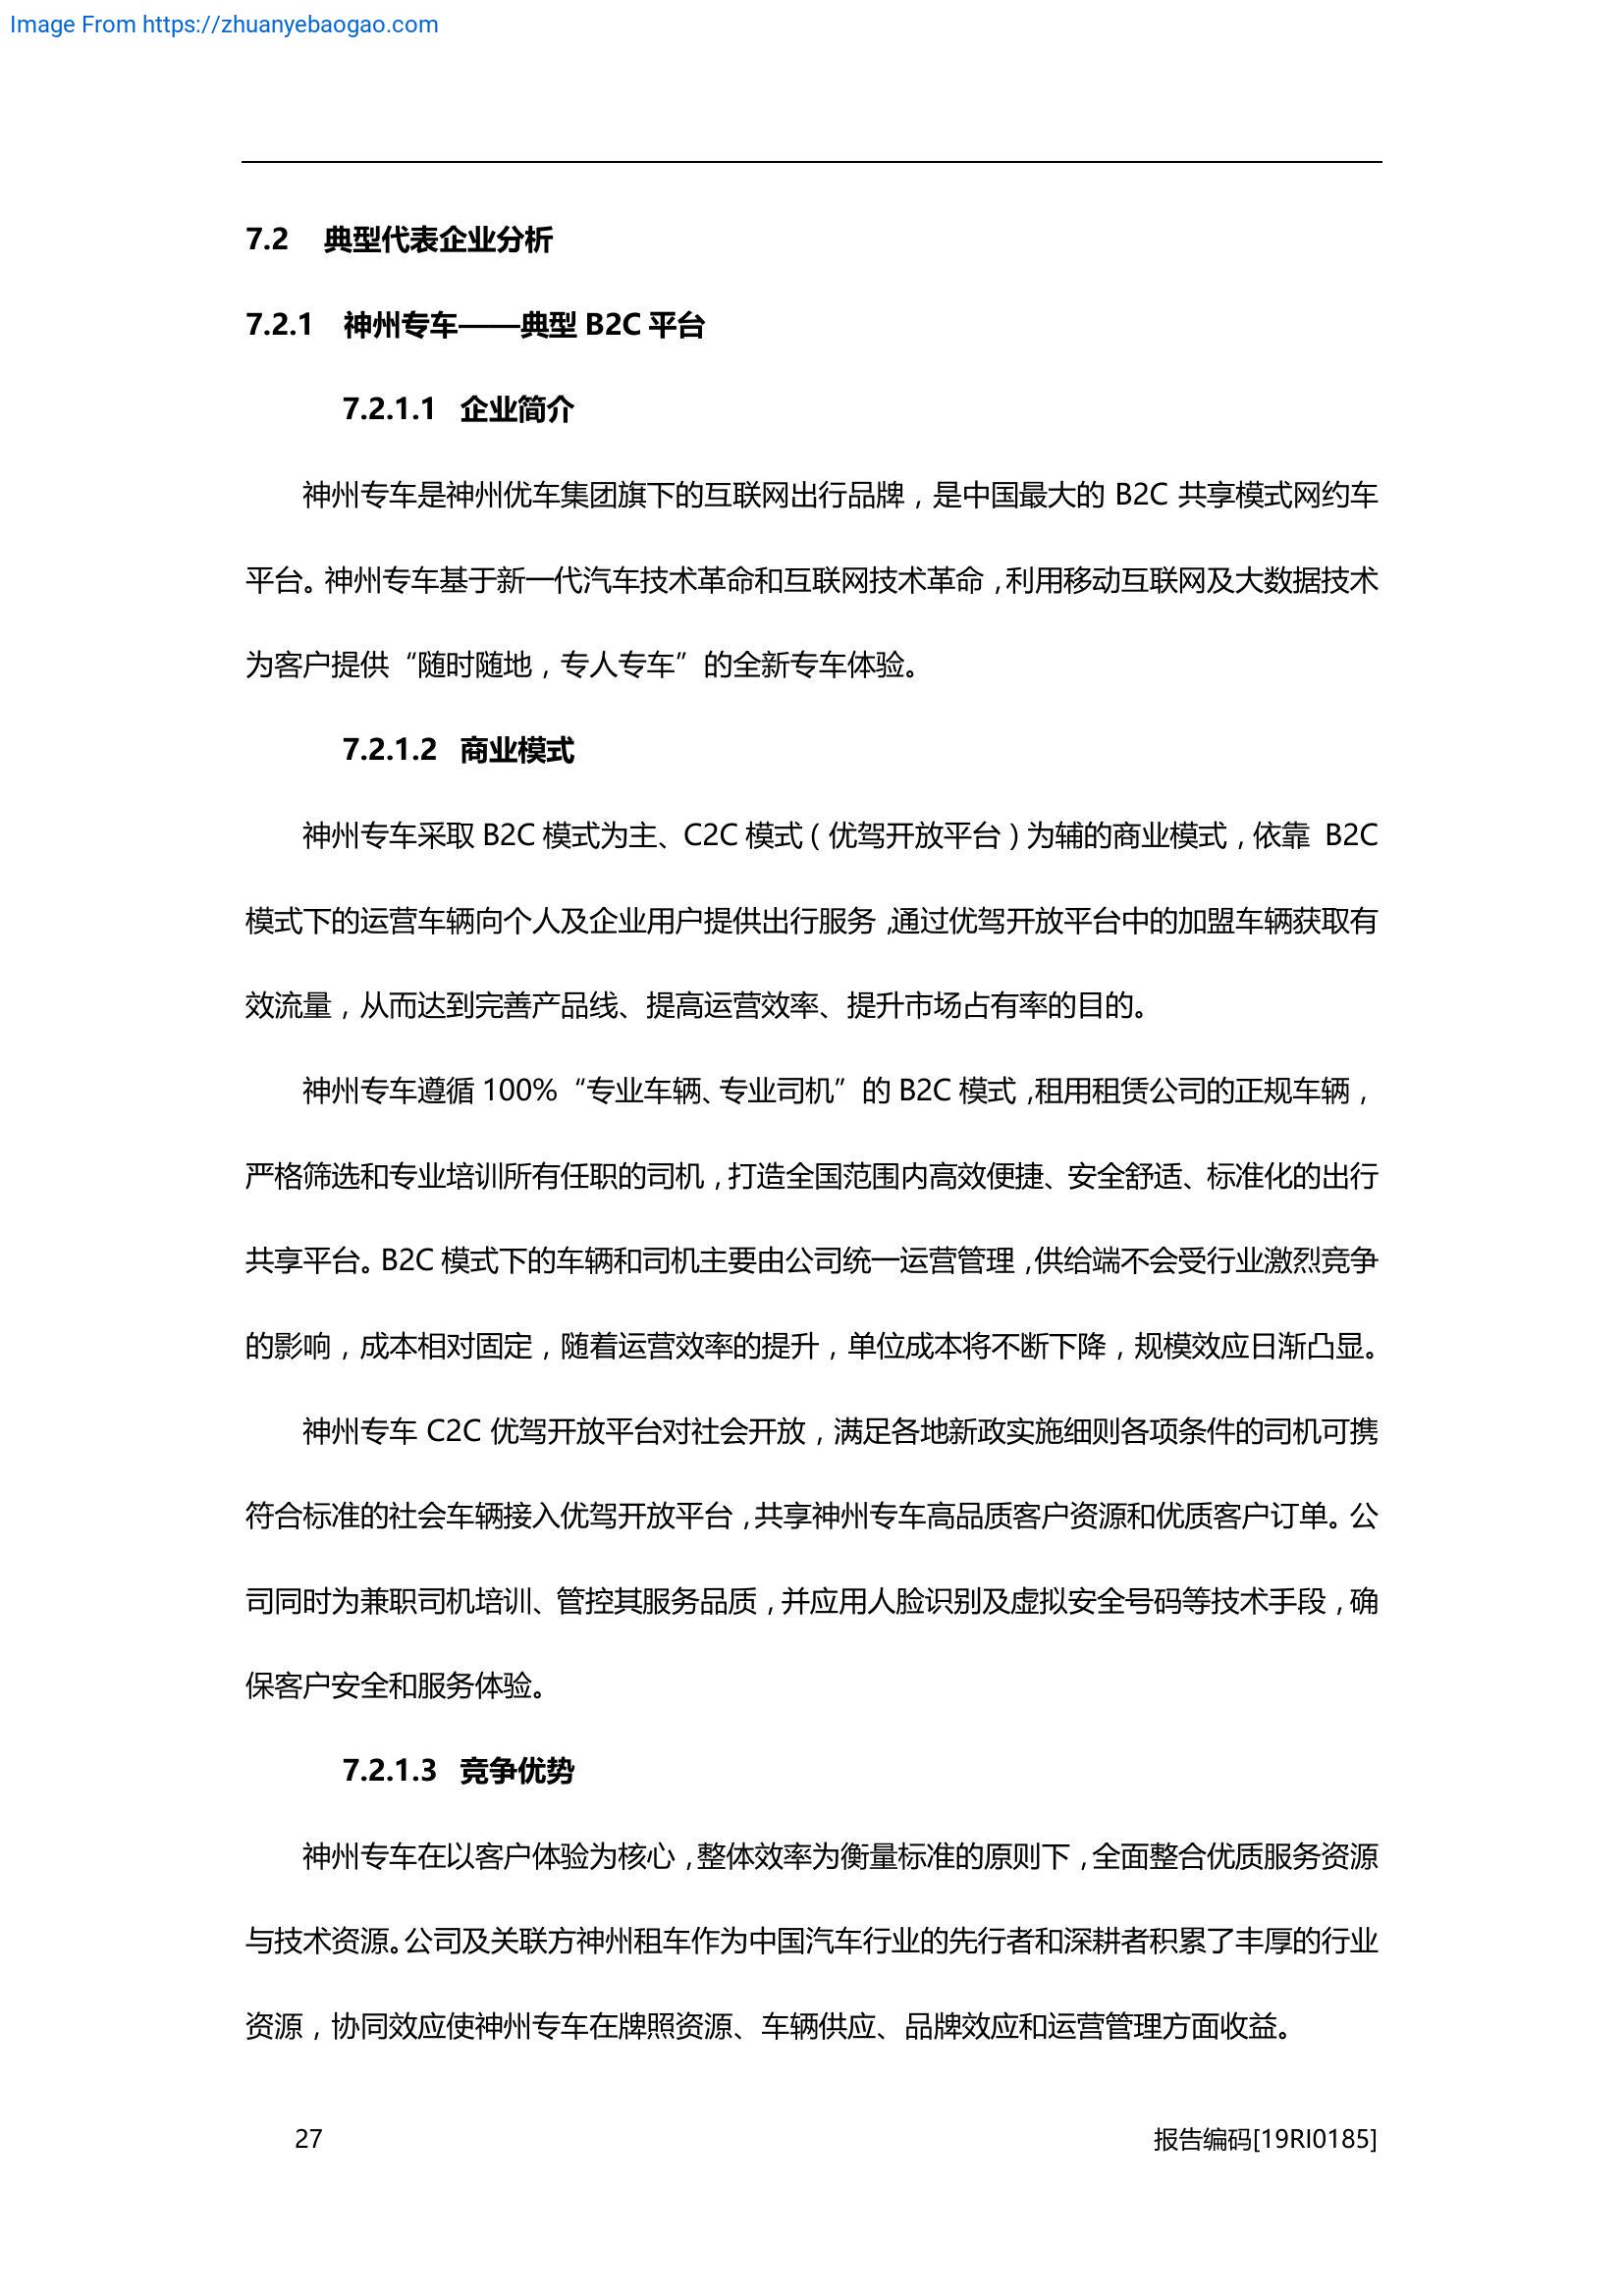 Image From https://zhuanyebaogao.com
7.2 典型代表企业分析
7.2.1 神州专车——典型 B2C 平台
7.2.1.1 企业简介
神州专车是神州优车集团旗下的互联网出行品牌，是中国最大的 B2C 共享模式网约车
平台。神州专车基于新一代汽车技术革命和互联网技术革命，利用移动互联网及大数据技术
为客户提供“随时随地，专人专车”的全新专车体验。
7.2.1.2 商业模式
神州专车采取 B2C 模式为主、C2C 模式（优驾开放平台）为辅的商业模式，依靠 B2C
模式下的运营车辆向个人及企业用户提供出行服务，通过优驾开放平台中的加盟车辆获取有
效流量，从而达到完善产品线、提高运营效率、提升市场占有率的目的。
神州专车遵循 100%“专业车辆、专业司机”的 B2C 模式，租用租赁公司的正规车辆，
严格筛选和专业培训所有任职的司机，打造全国范围内高效便捷、安全舒适、标准化的出行
共享平台。B2C 模式下的车辆和司机主要由公司统一运营管理，供给端不会受行业激烈竞争
的影响，成本相对固定，随着运营效率的提升，单位成本将不断下降，规模效应日渐凸显。
神州专车 C2C 优驾开放平台对社会开放，满足各地新政实施细则各项条件的司机可携
符合标准的社会车辆接入优驾开放平台，共享神州专车高品质客户资源和优质客户订单。公
司同时为兼职司机培训、管控其服务品质，并应用人脸识别及虚拟安全号码等技术手段，确
保客户安全和服务体验。
7.2.1.3 竞争优势
神州专车在以客户体验为核心，整体效率为衡量标准的原则下，全面整合优质服务资源
与技术资源。公司及关联方神州租车作为中国汽车行业的先行者和深耕者积累了丰厚的行业
资源，协同效应使神州专车在牌照资源、车辆供应、品牌效应和运营管理方面收益。
27 报告编码[19RI0185]